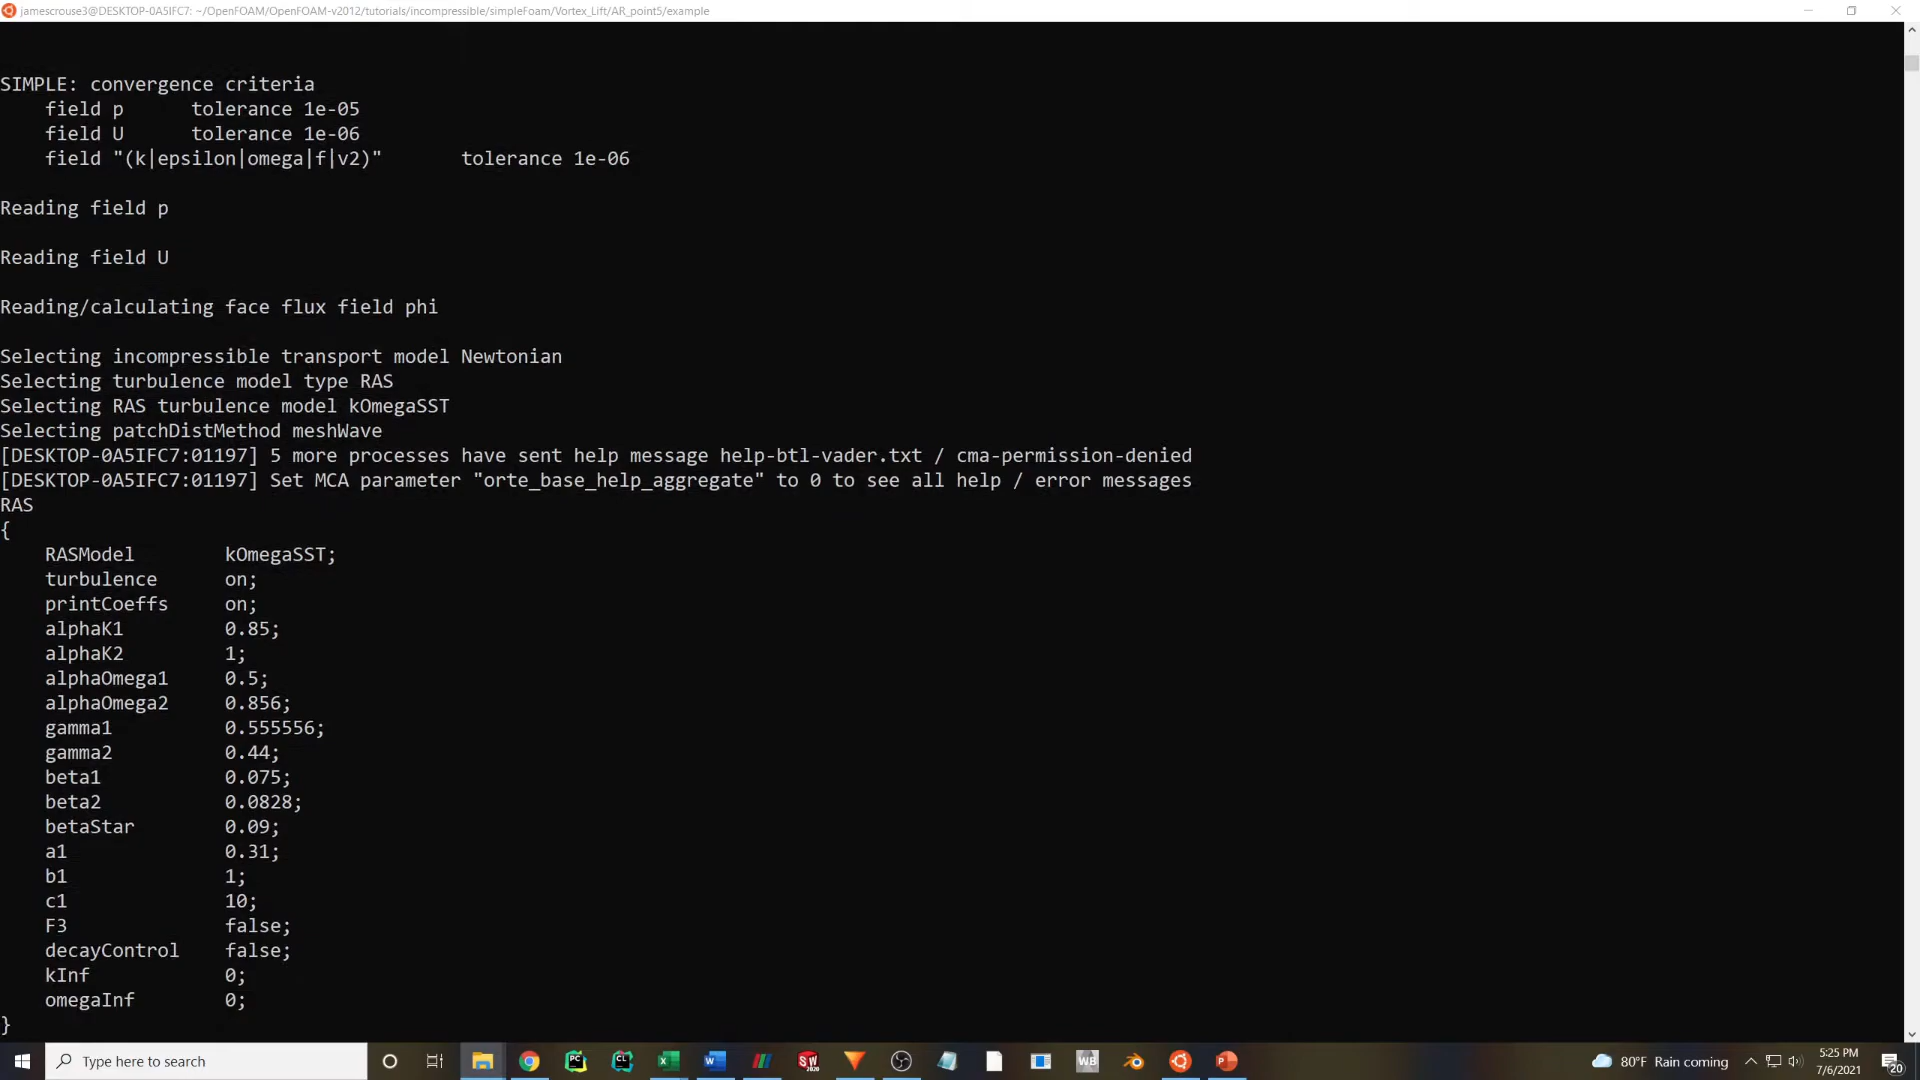 jamescrouse3@DESKTOP-0A5IFC7: ~/OpenFOAM/OpenFOAM-v2012/tutorials/incompressible/simpleFoam/Vortex_Lift/AR_point5/example
SIMPLE: convergence criteria
field p tolerance 1e-05
field U tolerance 1e-06
field "(k|epsilon|omega|f|v2)" tolerance 1e-06
Reading field p
Reading field U
Reading/calculating face flux field phi
Selecting incompressible transport model Newtonian
Selecting turbulence model type RAS
Selecting RAS turbulence model kOmegaSST
Selecting patchDistMethod meshWave
[DESKTOP-0A5IFC7:01197] 5 more processes have sent help message help-btl-vader.txt / cma-permission-denied
[DESKTOP-0A5IFC7:01197] Set MCA parameter "orte_base_help_aggregate" to 0 to see all help / error messages
RAS
{
RASModel kOmegaSST;
turbulence on;
printCoeffs on;
alphaK1 0.85;
alphaK2 1;
alphaOmega1 0.5;
alphaOmega2 0.856;
gamma1 0.555556;
gamma2 0.44;
beta1 0.075;
beta2 0.0828;
betaStar 0.09;
a1 0.31;
b1 1;
c1 10;
F3 false;
decayControl false;
kInf 0;
omegaInf 0;
}
Type here to search
PC
CL
X
W
SW
2020
WB
P
80°F Rain coming
5:25 PM
7/6/2021
20